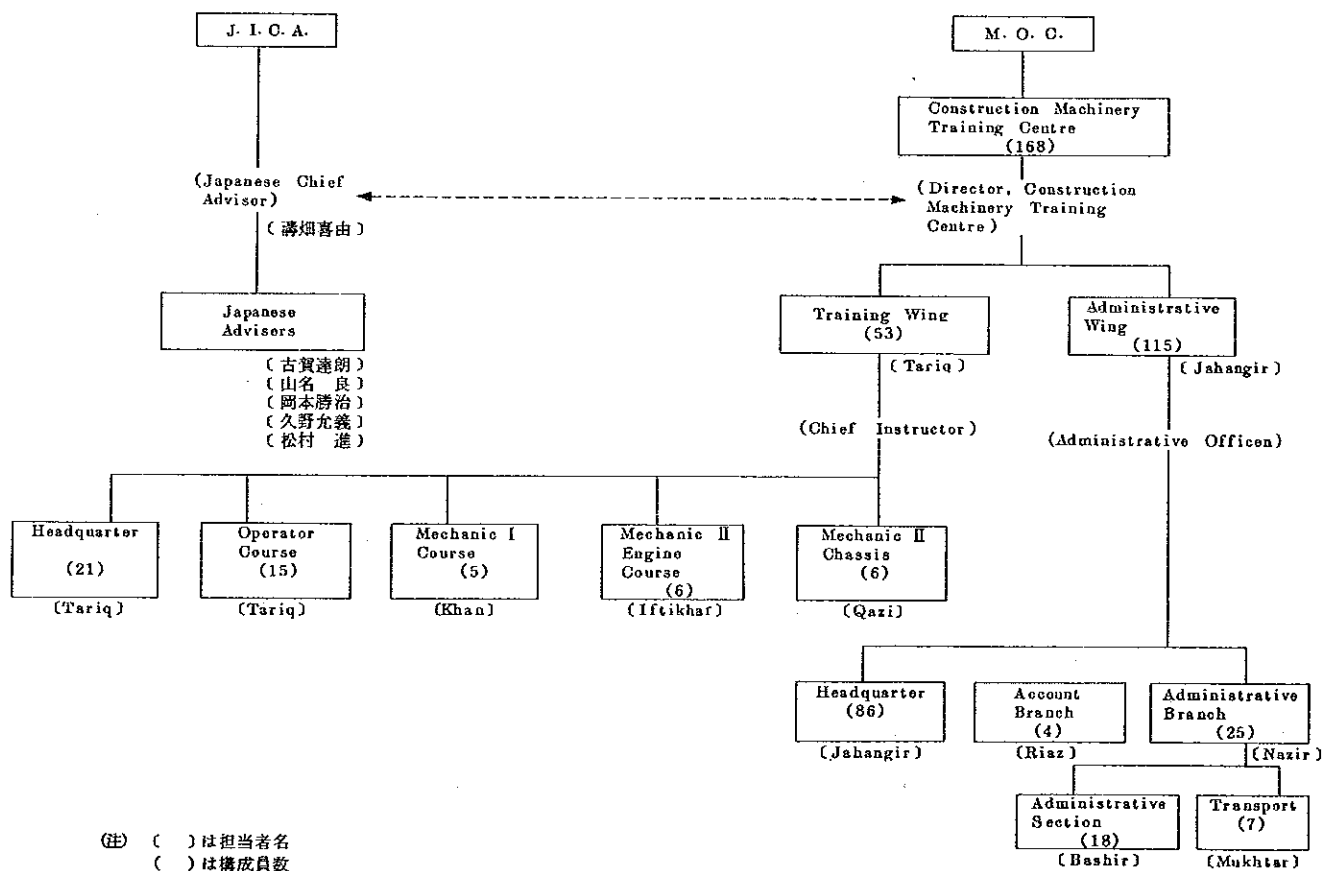 J. I. C. A.
M. O. C.
Construction Machinery
Training Centre
(168)
(Japanese Chief
Advisor)
〔溝畑喜由〕
(Director, Construction
Machinery Training
Centre)
Japanese
Advisers
〔古賀達朗〕
〔山名 良〕
〔岡本勝治〕
〔久野允義〕
〔松村 進〕
Training Wing
(53)
〔Tariq〕
Administrative
Wing
(115)
〔Jahangir〕
(Chief Instructor)
(Administrative Officen)
Headquarter
(21)
〔Tariq〕
Operator
Course
(15)
〔Tariq〕
Mechanic I
Course
(5)
〔Khan〕
Mechanic II
Engine
Course
(6)
〔Iftikhar〕
Mechanic II
Chassis
(6)
〔Qazi〕
Headquarter
(86)
〔Jahangir〕
Account
Branch
(4)
〔Riaz〕
Administrative
Branch
(25)
〔Nazir〕
Administrative
Section
(18)
〔Bashir〕
Transport
(7)
〔Mukhtar〕
(注) 〔 〕は担当者名
( )は構成員数